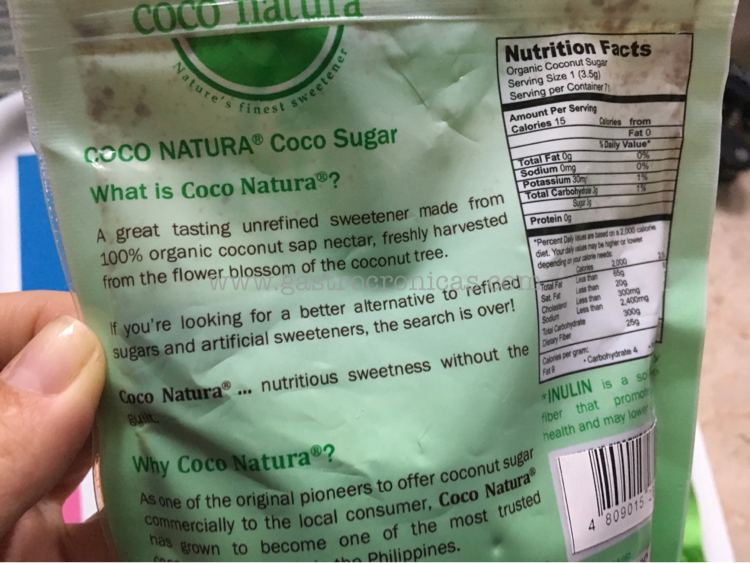 coco natura
Nature's finest sweetener
COCO NATURA® Coco Sugar
What is Coco Natura®?
A great tasting unrefined sweetener made from
100% organic coconut sap nectar, freshly harvested
from the flower blossom of the coconut tree.
www.gastrocronicas.com
If you're looking for a better alternative to refined
sugars and artificial sweeteners, the search is over!
Coco Natura® ... nutritious sweetness without the
guilt.
Why Coco Natura®?
As one of the original pioneers to offer coconut sugar
commercially to the local consumer, Coco Natura®
has grown to become one of the most trusted
the Philippines.
Nutrition Facts
Organic Coconut Sugar
Serving Size 1 (3.5g)
Serving per Container 71
Amount Per Serving
Calories 15 Calories from
Fat 0
% Daily Value*
Total Fat 0g 0%
Sodium 0mg 0%
Potassium 30mg 1%
Total Carbohydrate 3g 1%
Sugar 3g
Protein 0g
*Percent Daily Values are based on a 2,000 calorie
diet. Your daily values may be higher or lower
depending on your calorie needs:
Calories 2,000
Total Fat Less than 65g
Sat. Fat Less than 20g
Cholesterol Less than 300mg
Sodium Less than 2,400mg
Total Carbohydrate 300g
Dietary Fiber 25g
Calories per gram:
Fat 9 • Carbohydrate 4
*INULIN is a
fiber that
health and may
4 809015